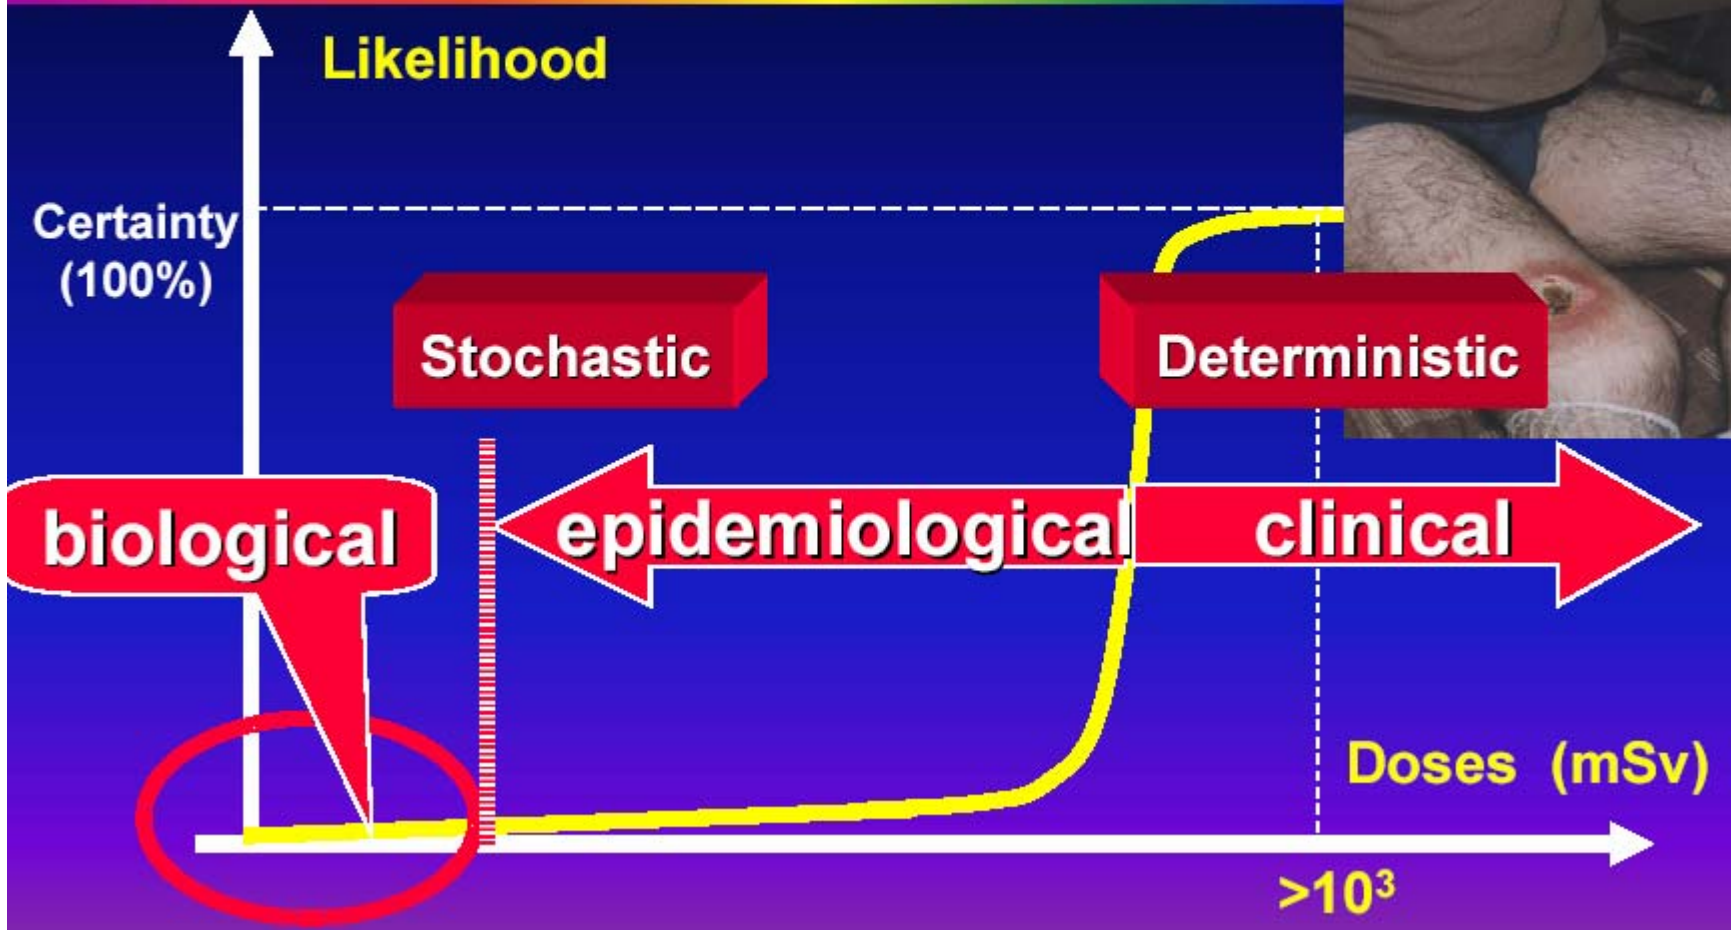 Likelihood
Certainty
(100%)
Stochastic
Deterministic
biological
epidemiological
clinical
Doses (mSv)
>10³